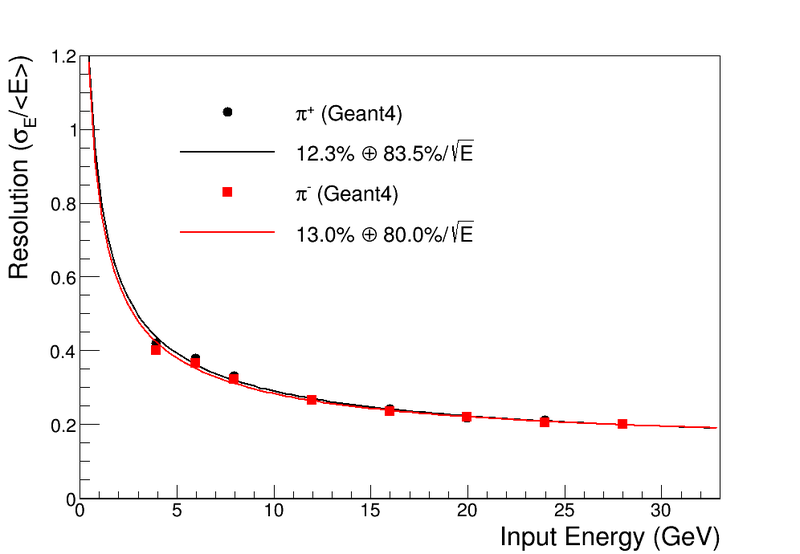 1.2
1
0.8
0.6
0.4
0.2
0
Resolution (σ_E/<E>)
π⁺ (Geant4)
12.3% ⊕ 83.5%/√E
π⁻ (Geant4)
13.0% ⊕ 80.0%/√E
0 5 10 15 20 25 30
Input Energy (GeV)